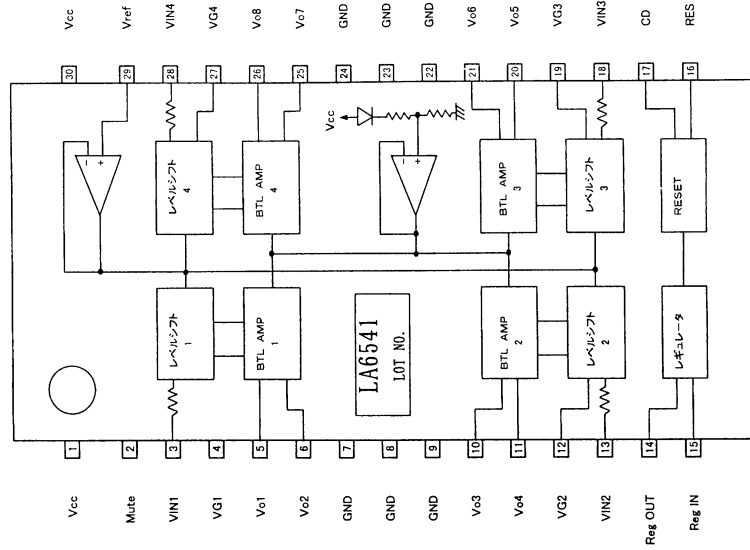 Vcc
Vref
VIN4
VG4
Vo8
Vo7
GND
GND
GND
Vo6
Vo5
VG3
VIN3
CD
RES
30
29
28
27
26
25
24
23
22
21
20
19
18
17
16
Vcc
−
+
レベルシフト
4
BTL AMP
4
−
+
BTL AMP
3
レベルシフト
3
RESET
レベルシフト
1
BTL AMP
1
LA6541
LOT NO.
BTL AMP
2
レベルシフト
2
レギュレータ
1
2
3
4
5
6
7
8
9
10
11
12
13
14
15
Vcc
Mute
VIN1
VG1
Vo1
Vo2
GND
GND
GND
Vo3
Vo4
VG2
VIN2
Reg OUT
Reg IN